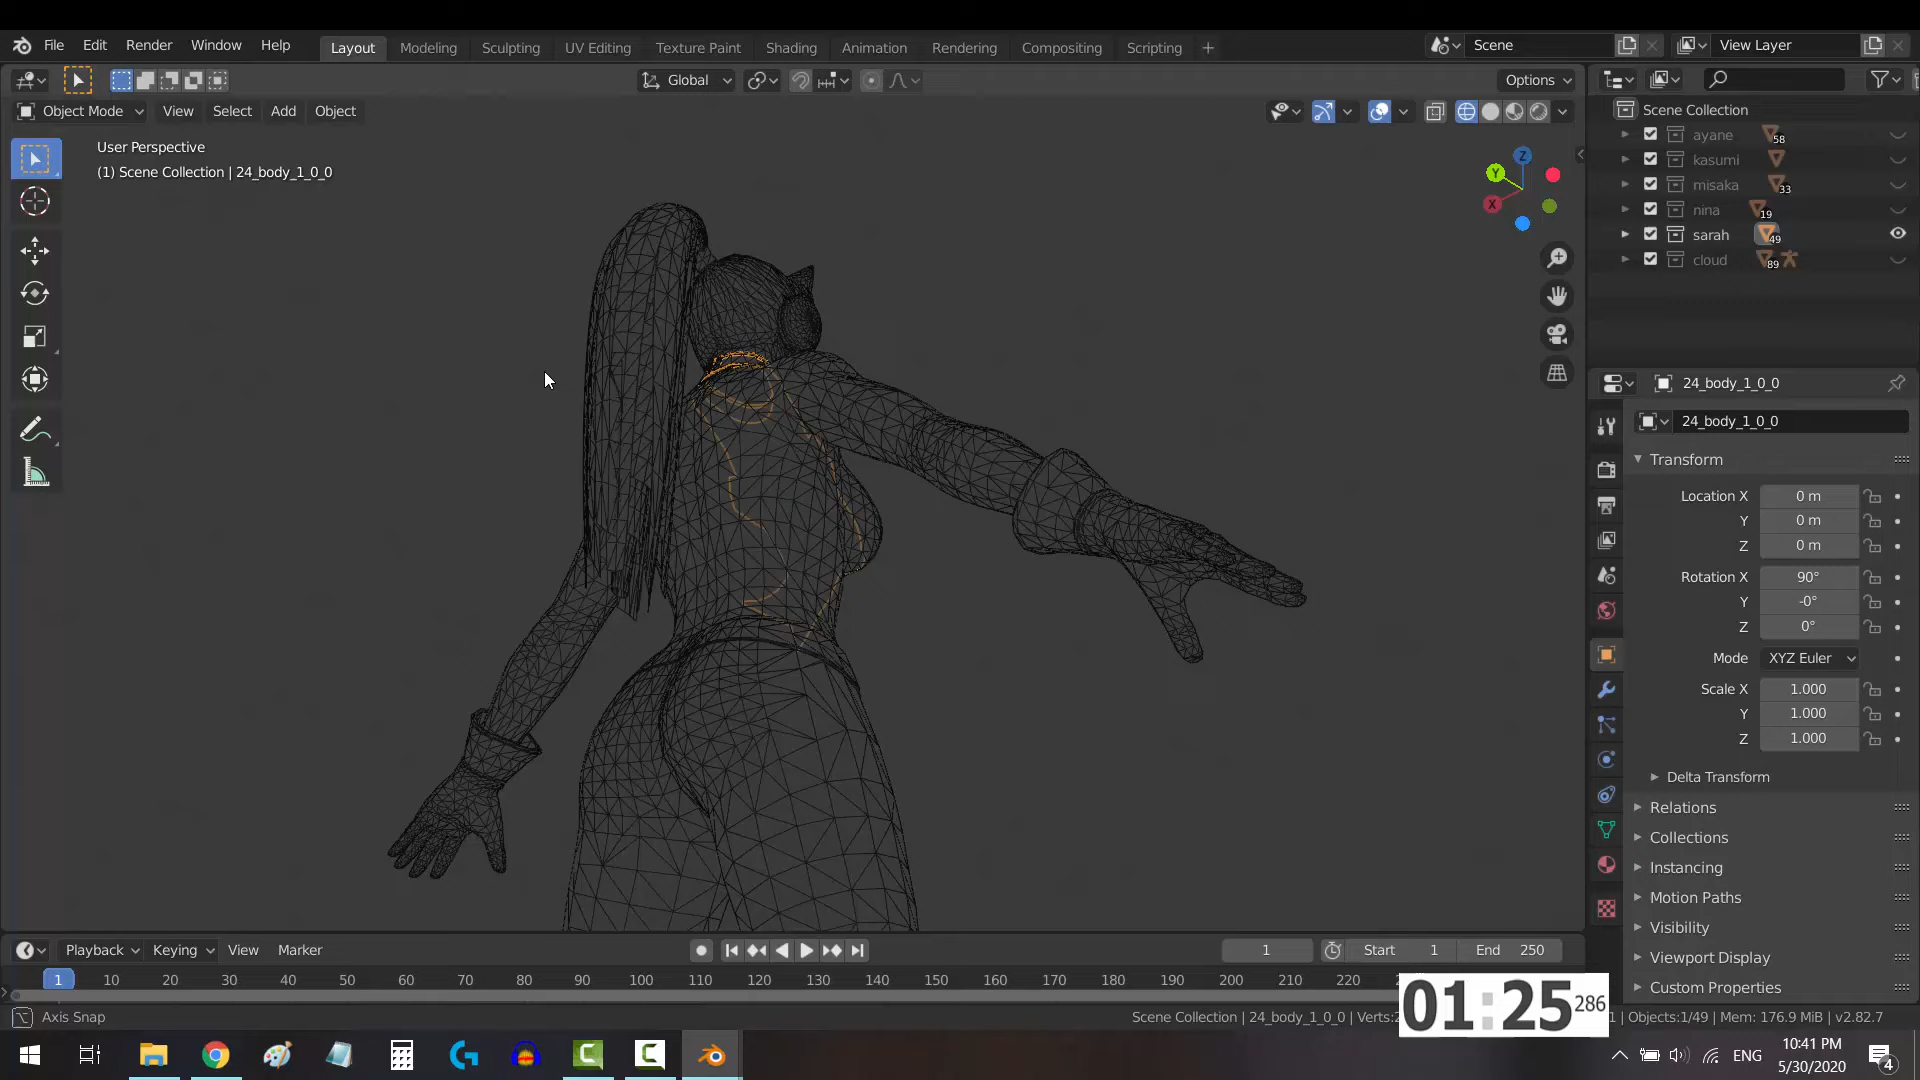 File Edit Render Window Help Layout Modeling Sculpting UV Editing Texture Paint Shading Animation Rendering Compositing Scripting + Scene View Layer
Global Options
Object Mode View Select Add Object
User Perspective
(1) Scene Collection | 24_body_1_0_0
Z
Y
X
Scene Collection
ayane 58
kasumi
misaka 33
nina 19
sarah 49
cloud 89
24_body_1_0_0
24_body_1_0_0
Transform
Location X 0 m
Y 0 m
Z 0 m
Rotation X 90°
Y -0°
Z 0°
Mode XYZ Euler
Scale X 1.000
Y 1.000
Z 1.000
Delta Transform
Relations
Collections
Instancing
Motion Paths
Visibility
Viewport Display
Custom Properties
Playback Keying View Marker 1 Start 1 End 250
1 10 20 30 40 50 60 70 80 90 100 110 120 130 140 150 160 170 180 190 200 210 220
01:25 286
Axis Snap
Scene Collection | 24_body_1_0_0 | Verts:
| Objects:1/49 | Mem: 176.9 MiB | v2.82.7
ENG
10:41 PM
5/30/2020
4